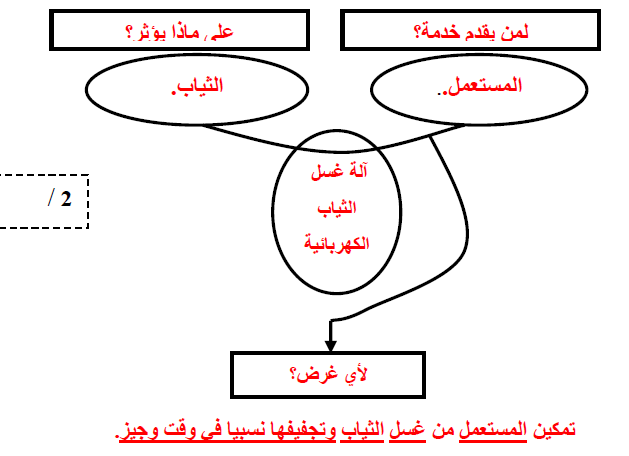 لمن يقدم خدمة؟
على ماذا يؤثر؟
المستعمل..
الثياب.
آلة غسل
الثياب
الكهربائية
/ 2
لأي غرض؟
تمكين المستعمل من غسل الثياب وتجفيفها نسبيا في وقت وجيز.